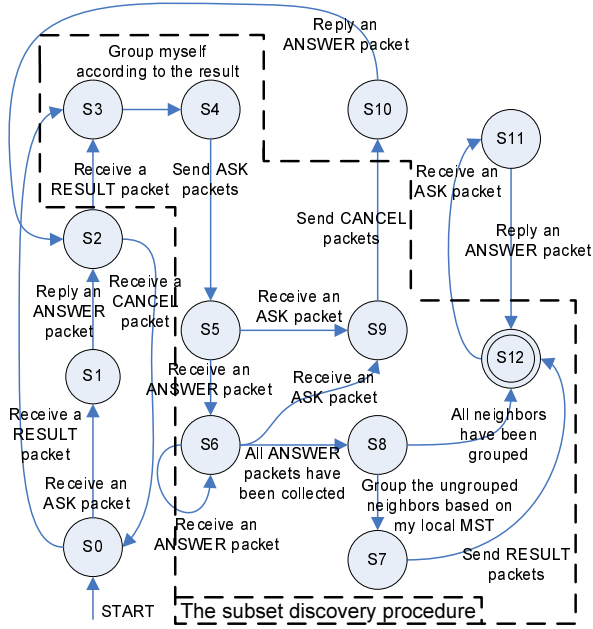 Reply an
ANSWER packet
Group myself
according to the result
S3
S4
S10
S11
Receive a
RESULT packet
Send ASK
packets
Receive an
ASK packet
Send CANCEL
packets
Reply an
ANSWER packet
S2
Receive a
CANCEL
packet
Reply an
ANSWER
packet
Receive an
ASK packet
S5
S9
S12
S1
Receive an
ANSWER packet
Receive an
ASK packet
Receive a
RESULT
packet
S6
S8
All ANSWER
packets have
been collected
All neighbors
have been
grouped
Receive an
ASK packet
Group the ungrouped
neighbors based on
my local MST
Receive an
ANSWER packet
S0
S7
Send RESULT
packets
START
The subset discovery procedure